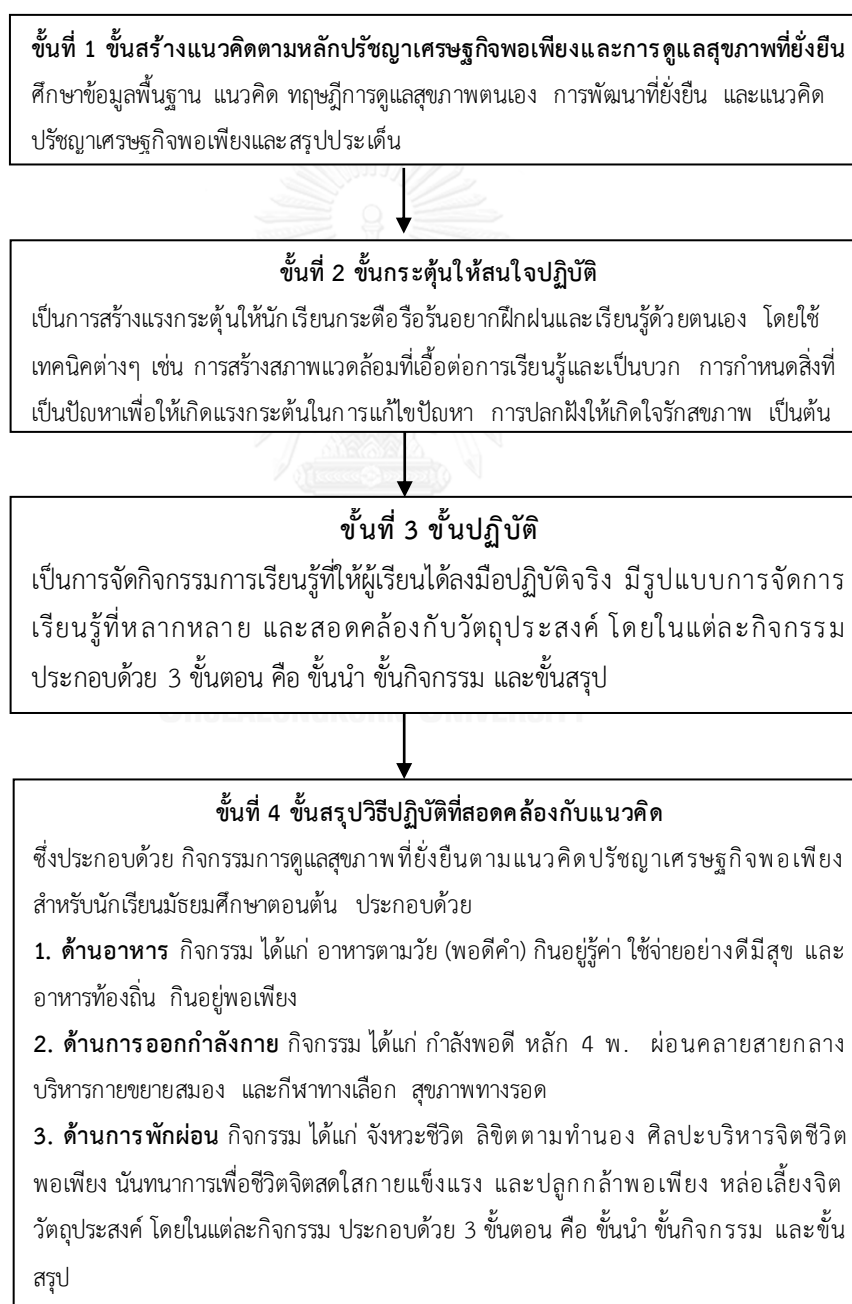 ขั้นที่ 1 ขั้นสร้างแนวคิดตามหลักปรัชญาเศรษฐกิจพอเพียงและการดูแลสุขภาพที่ยั่งยืน
ศึกษาข้อมูลพื้นฐาน แนวคิด ทฤษฎีการดูแลสุขภาพตนเอง การพัฒนาที่ยั่งยืน และแนวคิด
ปรัชญาเศรษฐกิจพอเพียงและสรุปประเด็น
ขั้นที่ 2 ขั้นกระตุ้นให้สนใจปฏิบัติ
เป็นการสร้างแรงกระตุ้นให้นักเรียนกระตือรือร้นอยากฝึกฝนและเรียนรู้ด้วยตนเอง โดยใช้
เทคนิคต่างๆ เช่น การสร้างสภาพแวดล้อมที่เอื้อต่อการเรียนรู้และเป็นบวก การกำหนดสิ่งที่
เป็นปัญหาเพื่อให้เกิดแรงกระตุ้นในการแก้ไขปัญหา การปลูกฝังให้เกิดใจรักสุขภาพ เป็นต้น
ขั้นที่ 3 ขั้นปฏิบัติ
เป็นการจัดกิจกรรมการเรียนรู้ที่ให้ผู้เรียนได้ลงมือปฏิบัติจริง มีรูปแบบการจัดการ
เรียนรู้ที่หลากหลาย และสอดคล้องกับวัตถุประสงค์ โดยในแต่ละกิจกรรม
ประกอบด้วย 3 ขั้นตอน คือ ขั้นนำ ขั้นกิจกรรม และขั้นสรุป
CHULALONGKORN UNIVERSITY
ขั้นที่ 4 ขั้นสรุปวิธีปฏิบัติที่สอดคล้องกับแนวคิด
ซึ่งประกอบด้วย กิจกรรมการดูแลสุขภาพที่ยั่งยืนตามแนวคิดปรัชญาเศรษฐกิจพอเพียง
สำหรับนักเรียนมัธยมศึกษาตอนต้น ประกอบด้วย
1. ด้านอาหาร กิจกรรม ได้แก่ อาหารตามวัย (พอดีคำ) กินอยู่รู้ค่า ใช้จ่ายอย่างดีมีสุข และ
อาหารท้องถิ่น กินอยู่พอเพียง
2. ด้านการออกกำลังกาย กิจกรรม ได้แก่ กำลังพอดี หลัก 4 พ. ผ่อนคลายสายกลาง
บริหารกายขยายสมอง และกีฬาทางเลือก สุขภาพทางรอด
3. ด้านการพักผ่อน กิจกรรม ได้แก่ จังหวะชีวิต ลิขิตตามทำนอง ศิลปะบริหารจิตชีวิต
พอเพียง นันทนาการเพื่อชีวิตจิตสดใสกายแข็งแรง และปลูกกล้าพอเพียง หล่อเลี้ยงจิต
วัตถุประสงค์ โดยในแต่ละกิจกรรม ประกอบด้วย 3 ขั้นตอน คือ ขั้นนำ ขั้นกิจกรรม และขั้น
สรุป